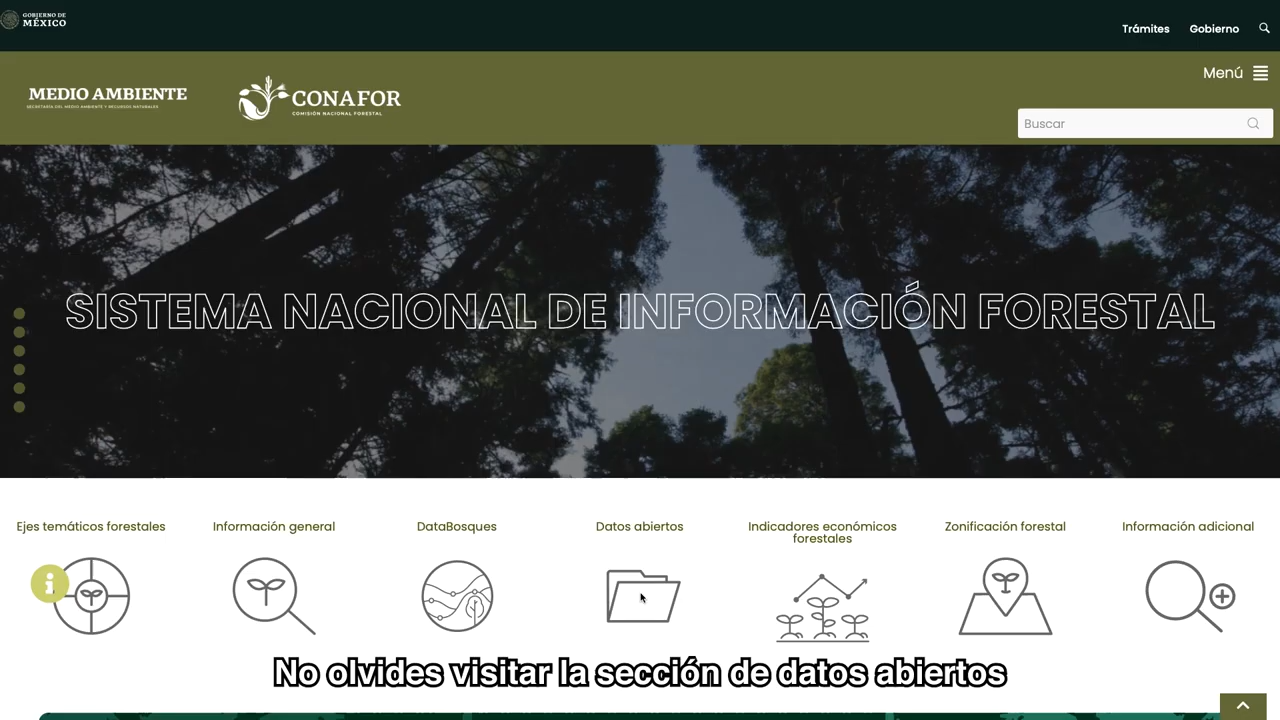 GOBIERNO DE
MÉXICO
Trámites
Gobierno
MEDIO AMBIENTE
SECRETARÍA DEL MEDIO AMBIENTE Y RECURSOS NATURALES
CONAFOR
COMISIÓN NACIONAL FORESTAL
Menú
Buscar
SISTEMA NACIONAL DE INFORMACIÓN FORESTAL
Ejes temáticos forestales
Información general
DataBosques
Datos abiertos
Indicadores económicos
forestales
Zonificación forestal
Información adicional
No olvides visitar la sección de datos abiertos